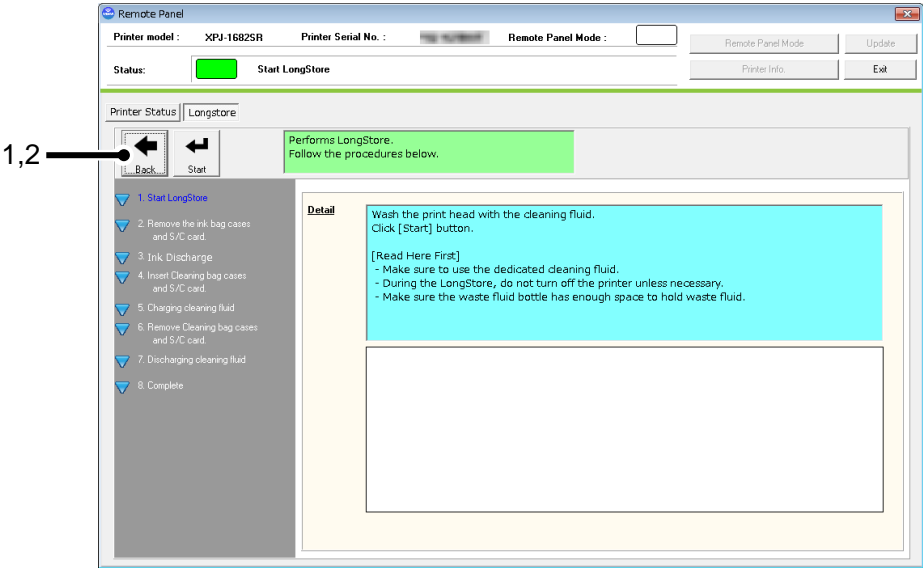 Remote Panel
Printer model : XPJ-1682SR Printer Serial No. : Remote Panel Mode :
Remote Panel Mode Update
Status: Start LongStore
Printer Info. Exit
Printer Status Longstore
1,2
Back Start
Performs LongStore.
Follow the procedures below.
1. Start LongStore
2. Remove the ink bag cases
and S/C card.
3. Ink Discharge
4. Insert Cleaning bag cases
and S/C card.
5. Charging cleaning fluid
6. Remove Cleaning bag cases
and S/C card.
7. Discharging cleaning fluid
8. Complete
Detail
Wash the print head with the cleaning fluid.
Click [Start] button.
[Read Here First]
- Make sure to use the dedicated cleaning fluid.
- During the LongStore, do not turn off the printer unless necessary.
- Make sure the waste fluid bottle has enough space to hold waste fluid.